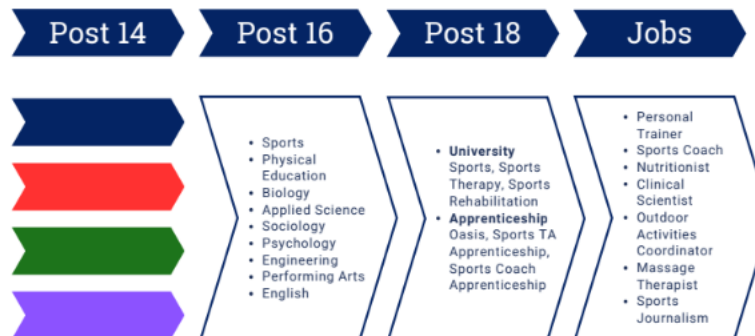 Post 14
Post 16
Post 18
Jobs
• Sports
• Physical
Education
• Biology
• Applied Science
• Sociology
• Psychology
• Engineering
• Performing Arts
• English
• University
Sports, Sports
Therapy, Sports
Rehabilitation
• Apprenticeship
Oasis, Sports TA
Apprenticeship,
Sports Coach
Apprenticeship
• Personal
Trainer
• Sports Coach
• Nutritionist
• Clinical
Scientist
• Outdoor
Activities
Coordinator
• Massage
Therapist
• Sports
Journalism